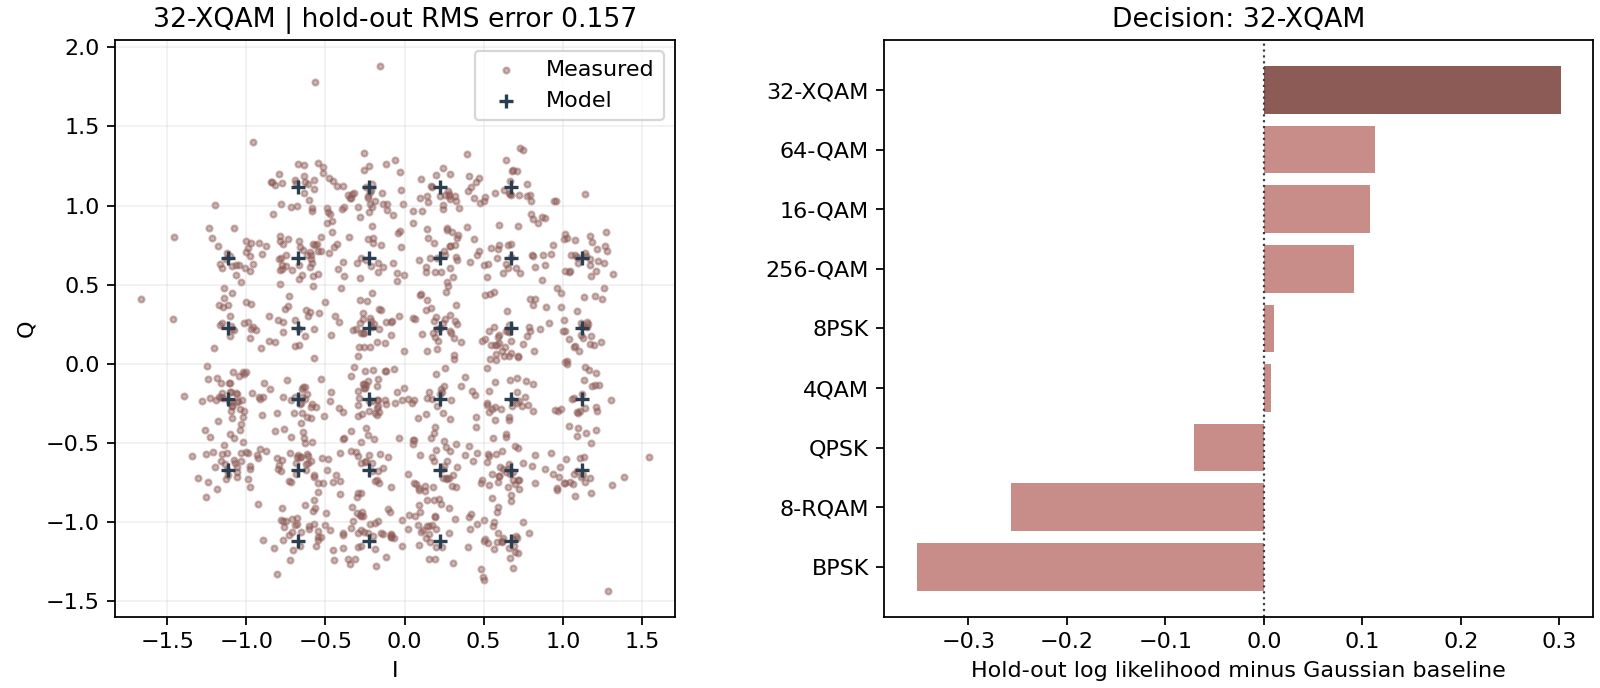 32-XQAM | hold-out RMS error 0.157
2.0
1.5
1.0
0.5
0.0
−0.5
−1.0
−1.5
Q
Measured
Model
−1.5 −1.0 −0.5 0.0 0.5 1.0 1.5
I
Decision: 32-XQAM
32-XQAM
64-QAM
16-QAM
256-QAM
8PSK
4QAM
QPSK
8-RQAM
BPSK
−0.3 −0.2 −0.1 0.0 0.1 0.2 0.3
Hold-out log likelihood minus Gaussian baseline